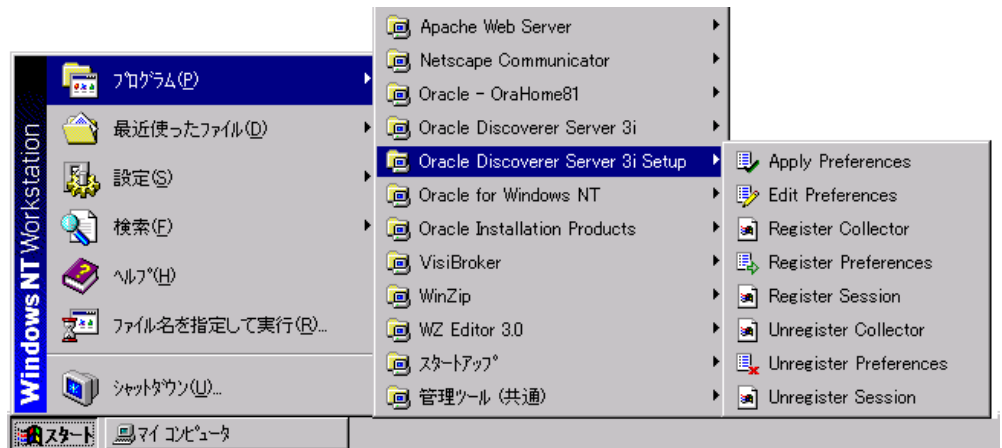 Windows NT Workstation
ﾌﾟﾛｸﾞﾗﾑ(P)
最近使ったﾌｧｲﾙ(D)
設定(S)
検索(F)
ﾍﾙﾌﾟ(H)
ﾌｧｲﾙ名を指定して実行(R)...
ｼｬｯﾄﾀﾞｳﾝ(U)...
Apache Web Server
Netscape Communicator
Oracle - OraHome81
Oracle Discoverer Server 3i
Oracle Discoverer Server 3i Setup
Oracle for Windows NT
Oracle Installation Products
VisiBroker
WinZip
WZ Editor 3.0
ｽﾀｰﾄｱｯﾌﾟ
管理ﾂｰﾙ (共通)
Apply Preferences
Edit Preferences
Register Collector
Register Preferences
Register Session
Unregister Collector
Unregister Preferences
Unregister Session
ｽﾀｰﾄ
ﾏｲ ｺﾝﾋﾟｭｰﾀ